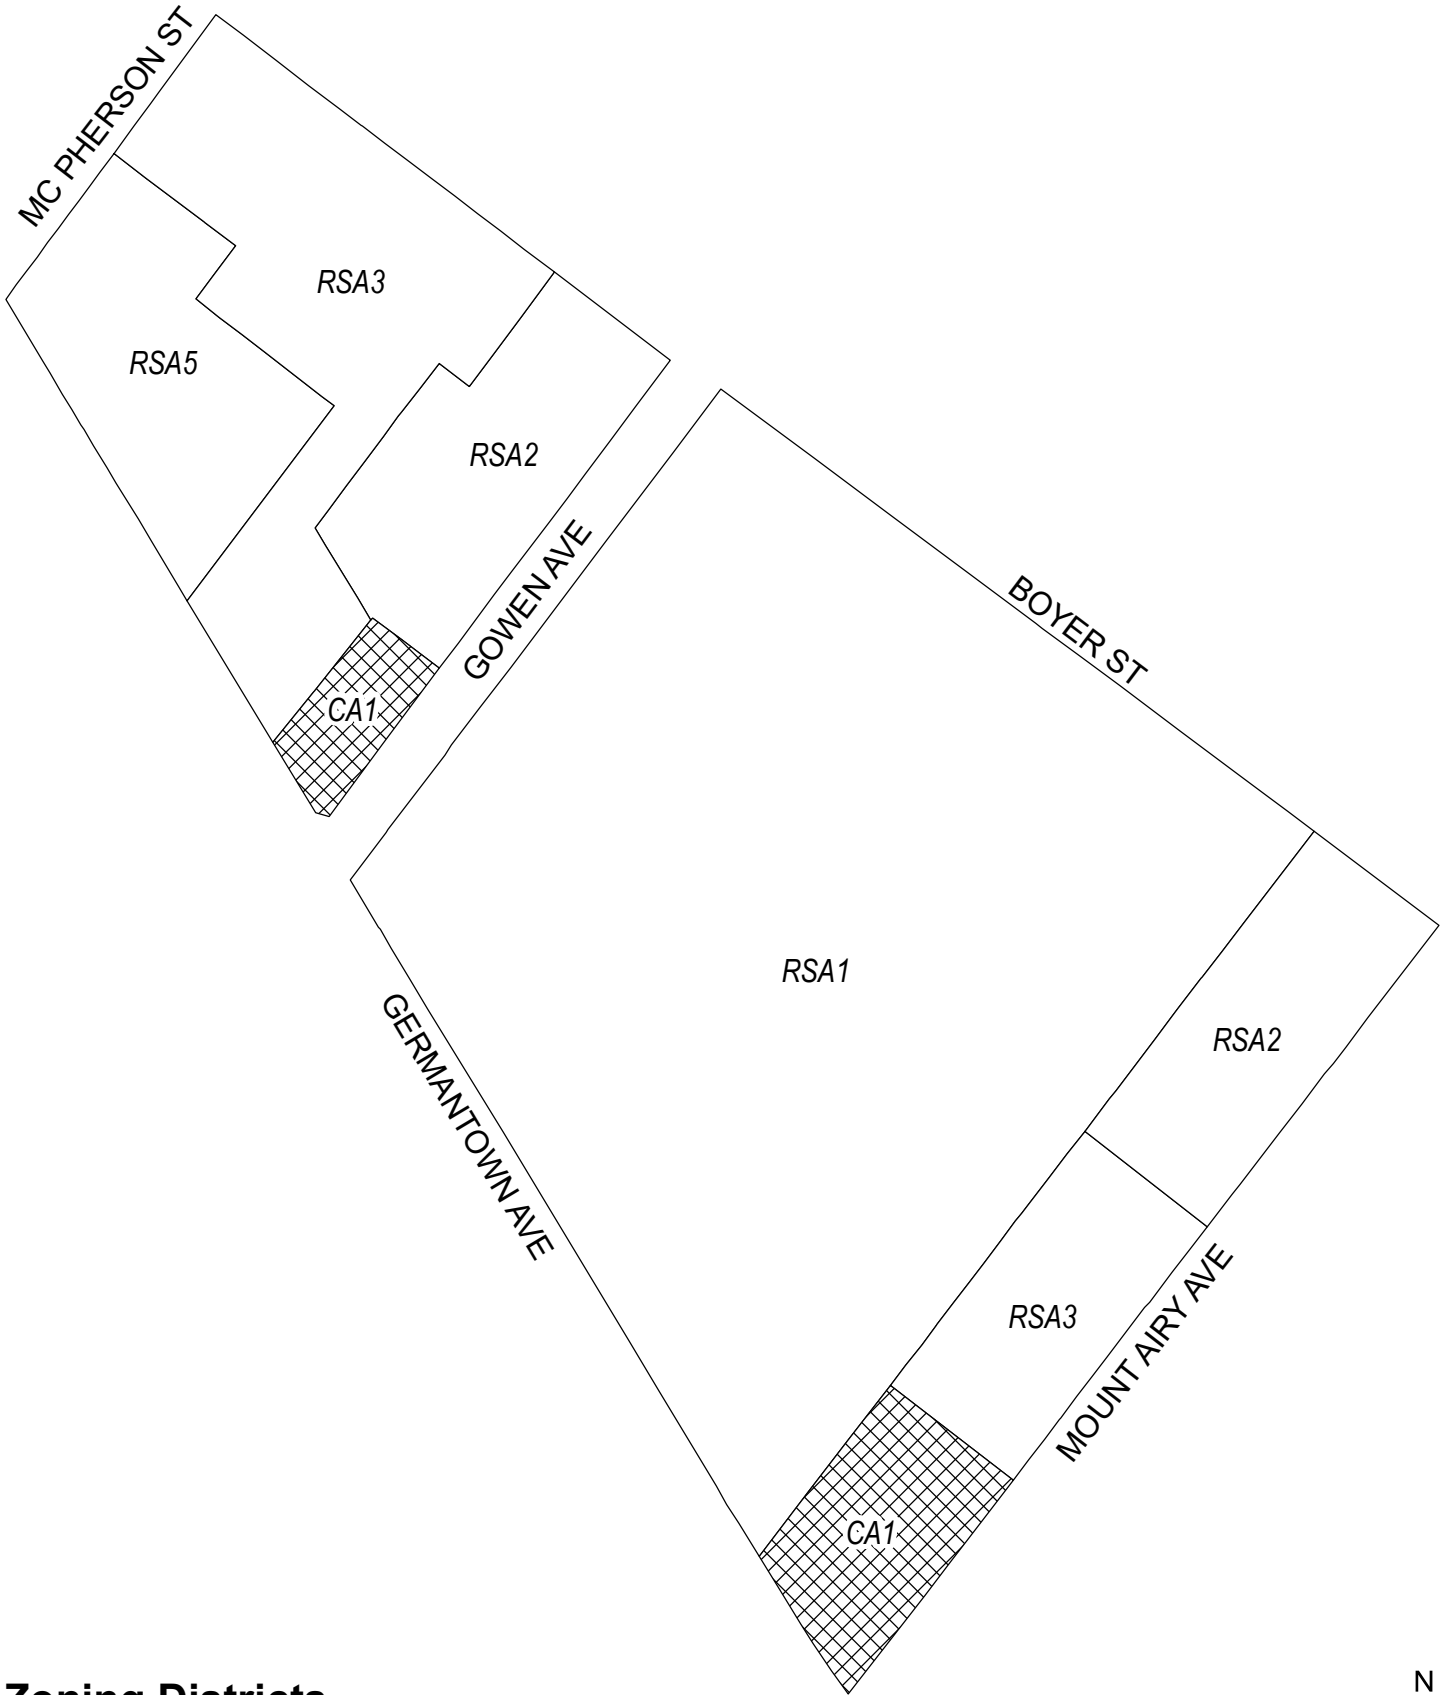 MC PHERSON ST
RSA3
RSA5
RSA2
GOWEN AVE
BOYER ST
CA1
RSA1
GERMANTOWN AVE
RSA2
RSA3
MOUNT AIRY AVE
CA1
Zoning Districts
N